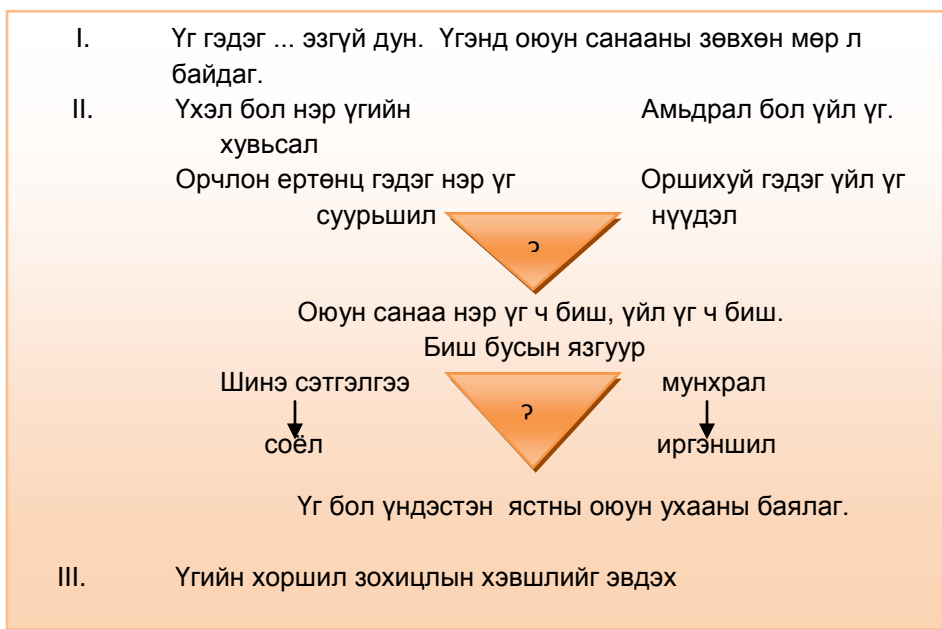 I. Үг гэдэг ... эзгүй дун. Үгэнд оюун санааны зөвхөн мөр л
байдаг.
II. Үхэл бол нэр үгийн Амьдрал бол үйл үг.
хувьсал
Орчлон ертөнц гэдэг нэр үг Оршихуй гэдэг үйл үг
суурьшил ? нүүдэл
Оюун санаа нэр үг ч биш, үйл үг ч биш.
Биш бусын язгуур
Шинэ сэтгэлгээ ? мунхрал
соёл иргэншил
Үг бол үндэстэн ястны оюун ухааны баялаг.
III. Үгийн хоршил зохицлын хэвшлийг эвдэх